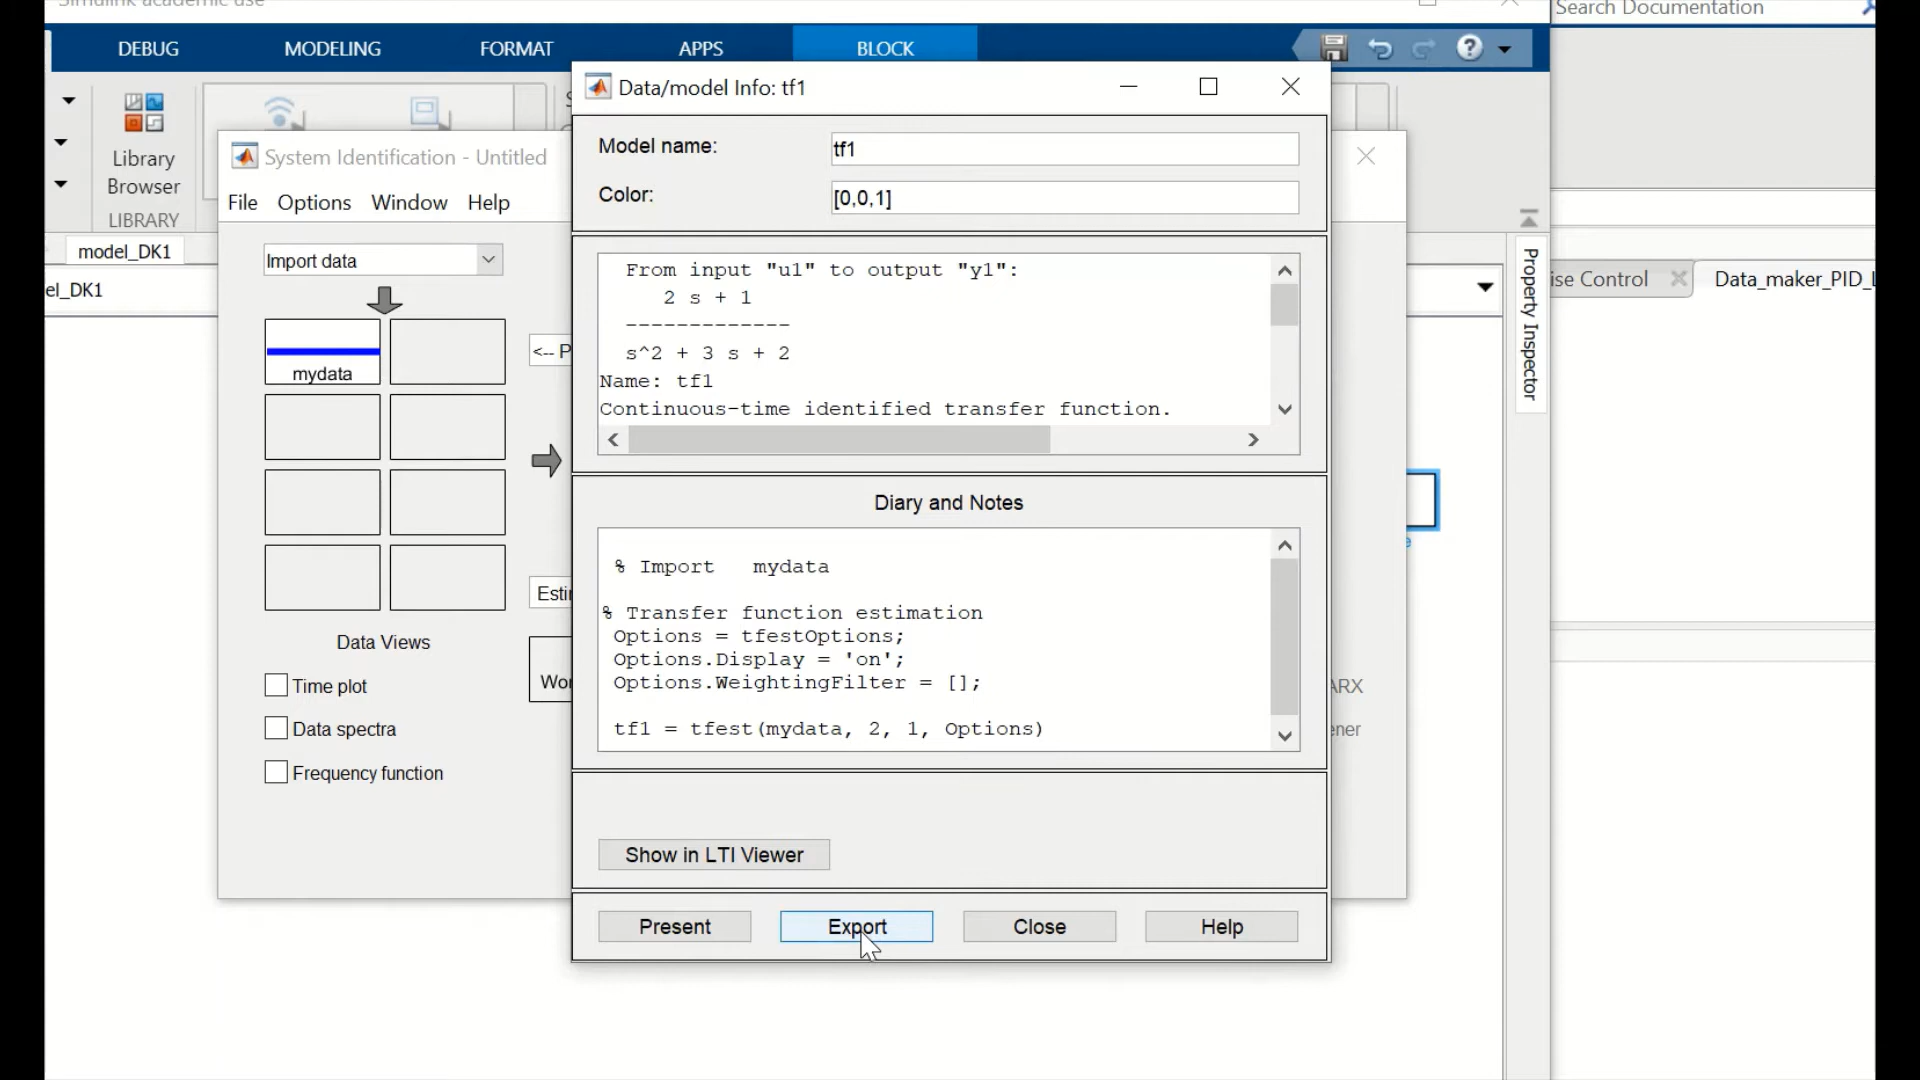 Simulink academic use
Search Documentation
DEBUG
MODELING
FORMAT
APPS
BLOCK
Library
Browser
LIBRARY
model_DK1
el_DK1
System Identification - Untitled
File
Options
Window
Help
Import data
mydata
<-- P
Esti
Wor
Data Views
Time plot
Data spectra
Frequency function
Data/model Info: tf1
Model name:
tf1
Color:
[0,0,1]
From input "u1" to output "y1":
2 s + 1
-------------
s^2 + 3 s + 2
Name: tf1
Continuous-time identified transfer function.
Diary and Notes
% Import mydata
% Transfer function estimation
Options = tfestOptions;
Options.Display = 'on';
Options.WeightingFilter = [];
tf1 = tfest(mydata, 2, 1, Options)
Show in LTI Viewer
Present
Export
Close
Help
ARX
ener
e
Property Inspector
ise Control
Data_maker_PID_L